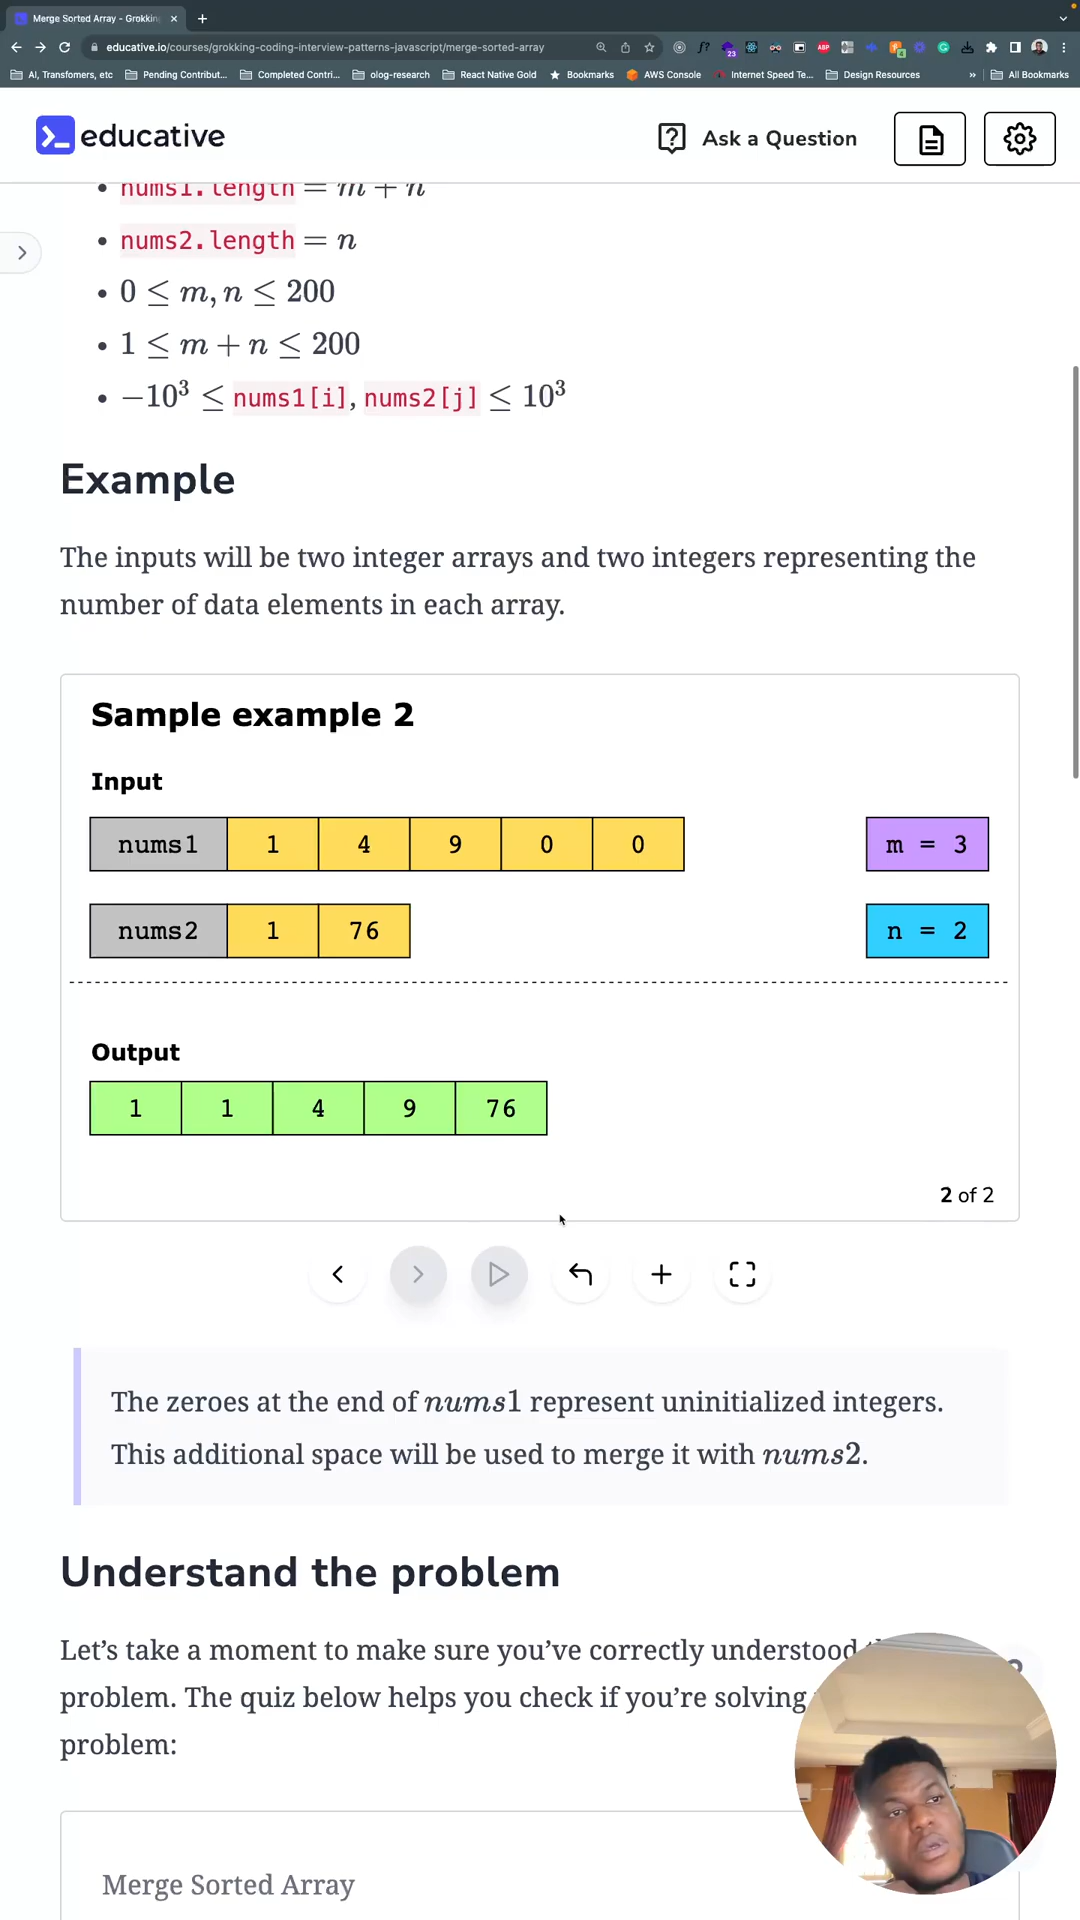 Merge Sorted Array - Grokking
educative.io/courses/grokking-coding-interview-patterns-javascript/merge-sorted-array
AI, Transfomers, etc
Pending Contribut...
Completed Contri...
olog-research
React Native Gold
Bookmarks
AWS Console
Internet Speed Te...
Design Resources
»
All Bookmarks
educative
Ask a Question
• nums1.length = m + n
• nums2.length = n
• 0 ≤ m, n ≤ 200
• 1 ≤ m + n ≤ 200
• −10³ ≤ nums1[i], nums2[j] ≤ 10³
Example
The inputs will be two integer arrays and two integers representing the
number of data elements in each array.
Sample example 2
Input
nums1 1 4 9 0 0 m = 3
nums2 1 76 n = 2
Output
1 1 4 9 76
2 of 2
The zeroes at the end of nums1 represent uninitialized integers.
This additional space will be used to merge it with nums2.
Understand the problem
Let’s take a moment to make sure you’ve correctly understood
problem. The quiz below helps you check if you’re solving
problem:
Merge Sorted Array